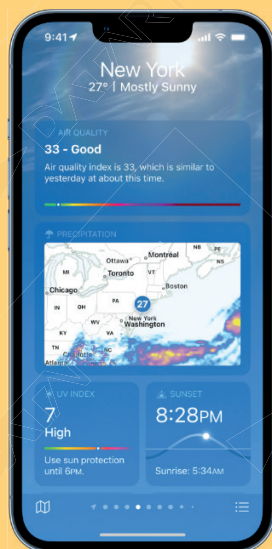 9:41
New York
27° | Mostly Sunny
AIR QUALITY
33 - Good
Air quality index is 33, which is similar to
yesterday at about this time.
PRECIPITATION
NB PE
Ottawa Montréal
NS
MI Toronto VT
Chicago Boston
27
IN OH PA
New York
WV Washington
KY VA
TN NC
Charlotte
Atlanta
UV INDEX
7
High
Use sun protection
until 6PM.
SUNSET
8:28PM
Sunrise: 5:34AM